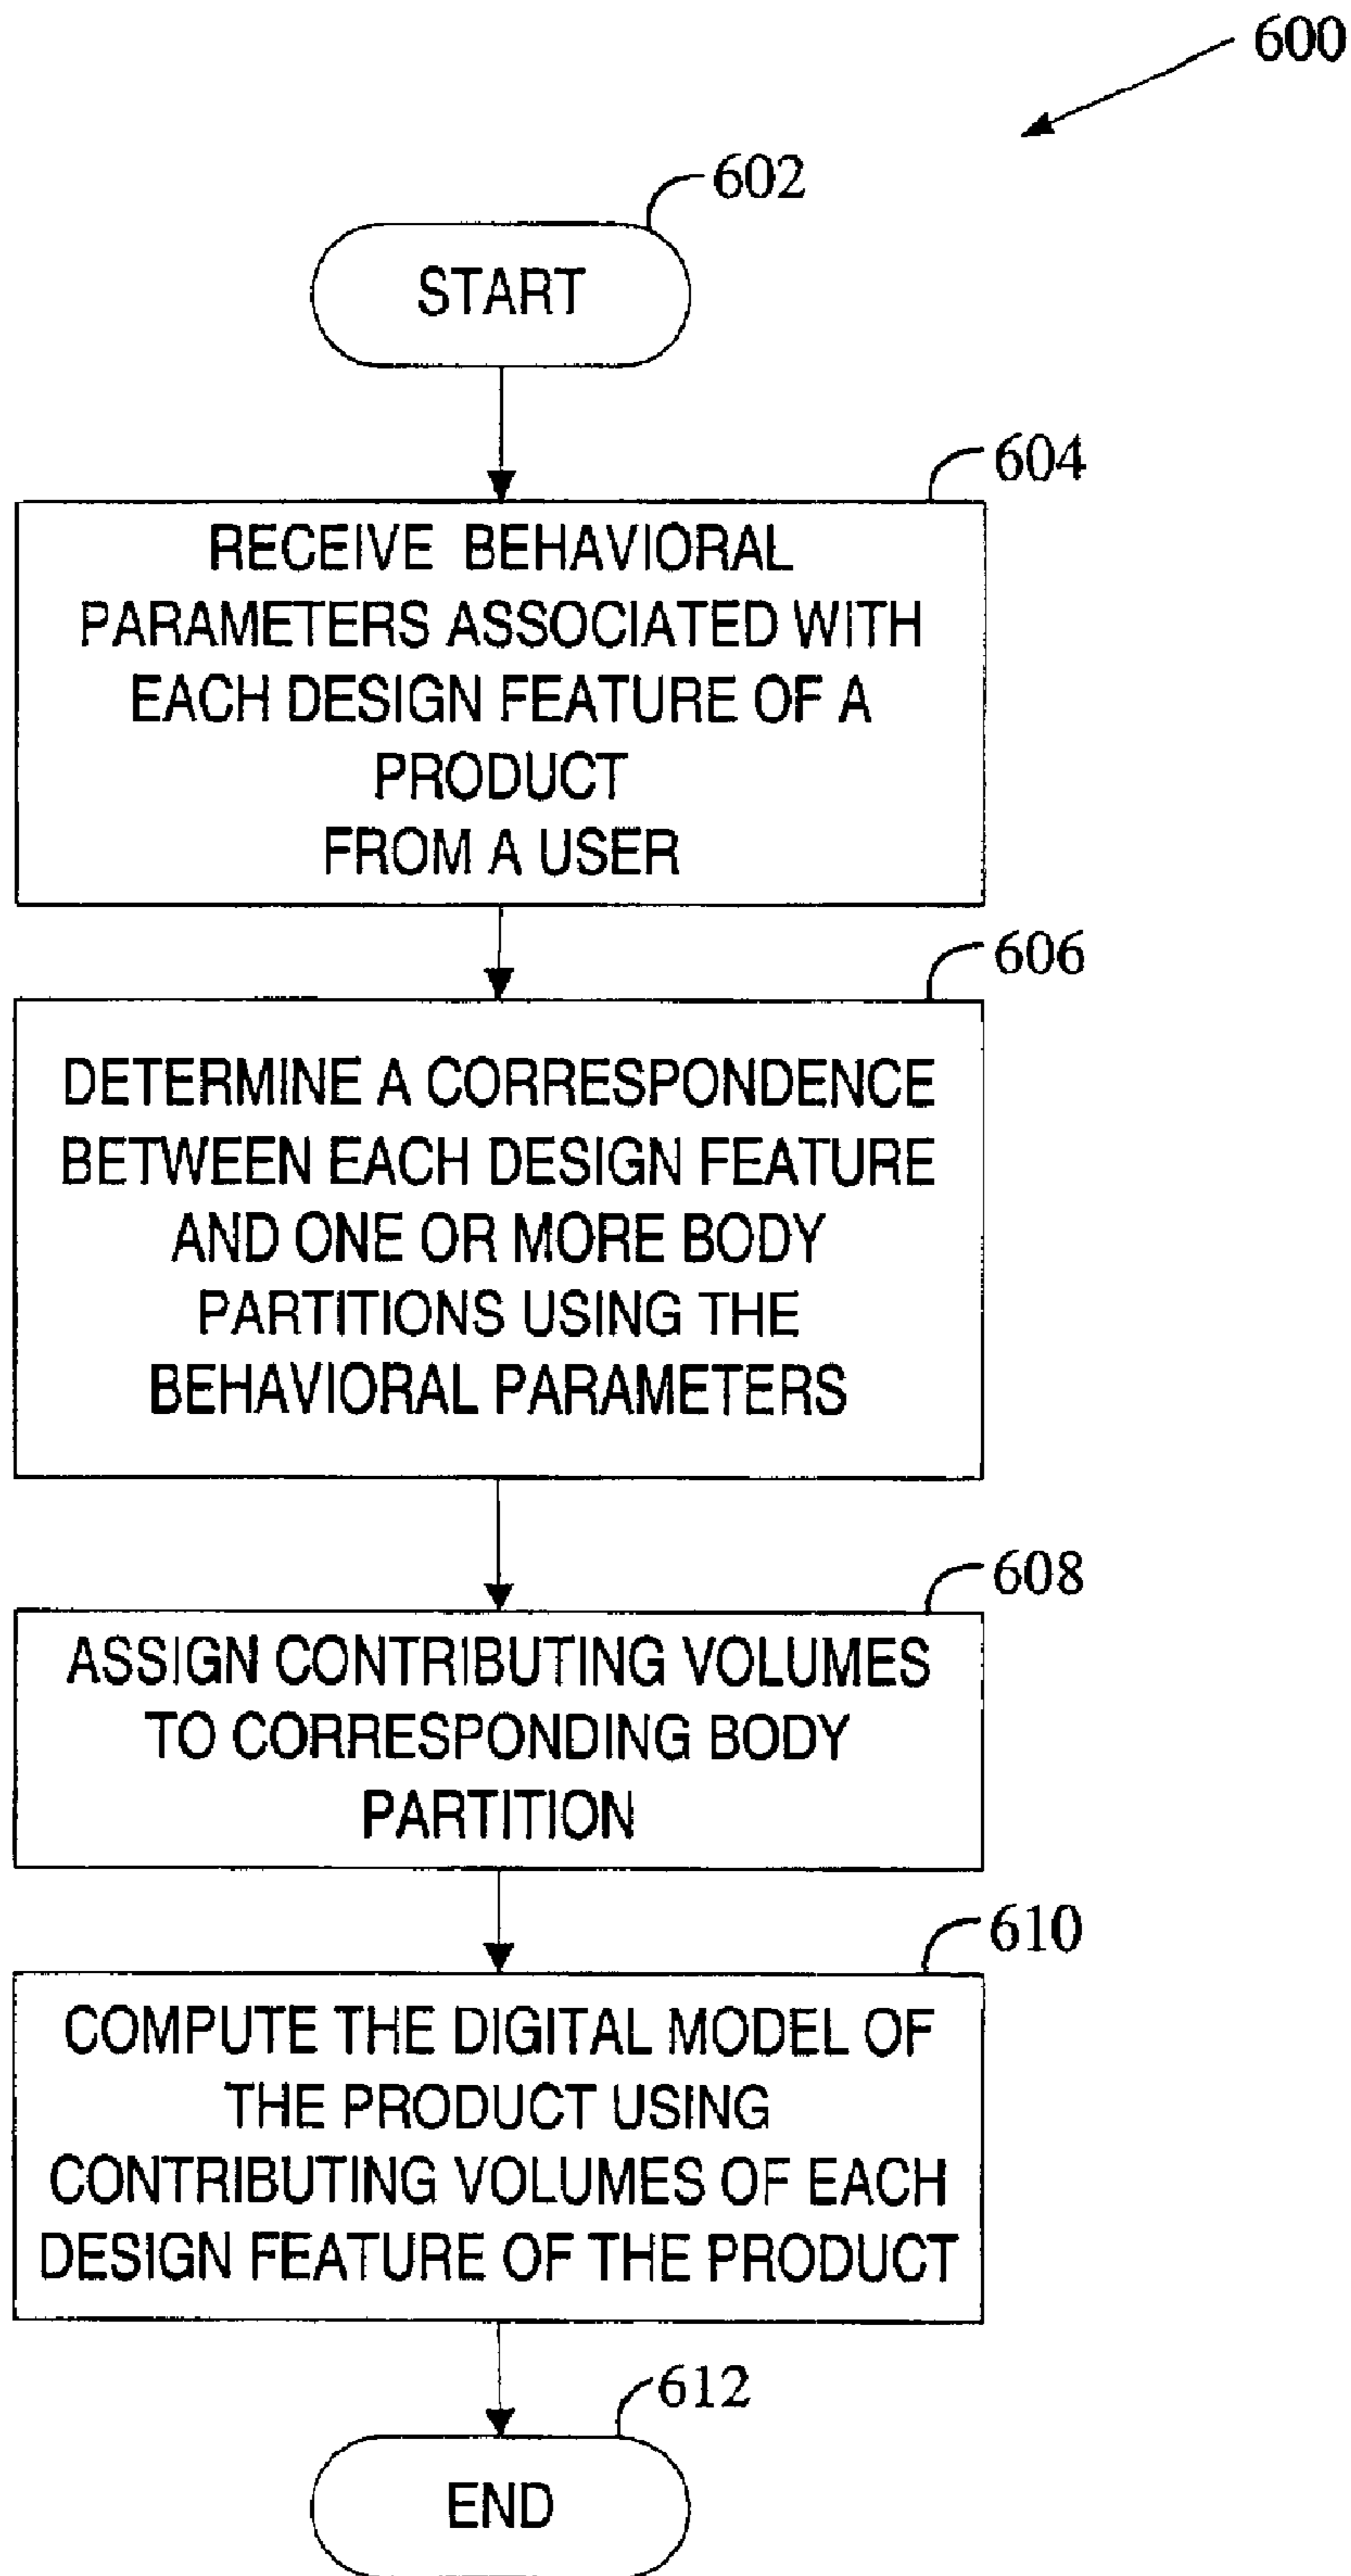 600
602
START
604
RECEIVE BEHAVIORAL
PARAMETERS ASSOCIATED WITH
EACH DESIGN FEATURE OF A
PRODUCT
FROM A USER
606
DETERMINE A CORRESPONDENCE
BETWEEN EACH DESIGN FEATURE
AND ONE OR MORE BODY
PARTITIONS USING THE
BEHAVIORAL PARAMETERS
608
ASSIGN CONTRIBUTING VOLUMES
TO CORRESPONDING BODY
PARTITION
610
COMPUTE THE DIGITAL MODEL OF
THE PRODUCT USING
CONTRIBUTING VOLUMES OF EACH
DESIGN FEATURE OF THE PRODUCT
612
END